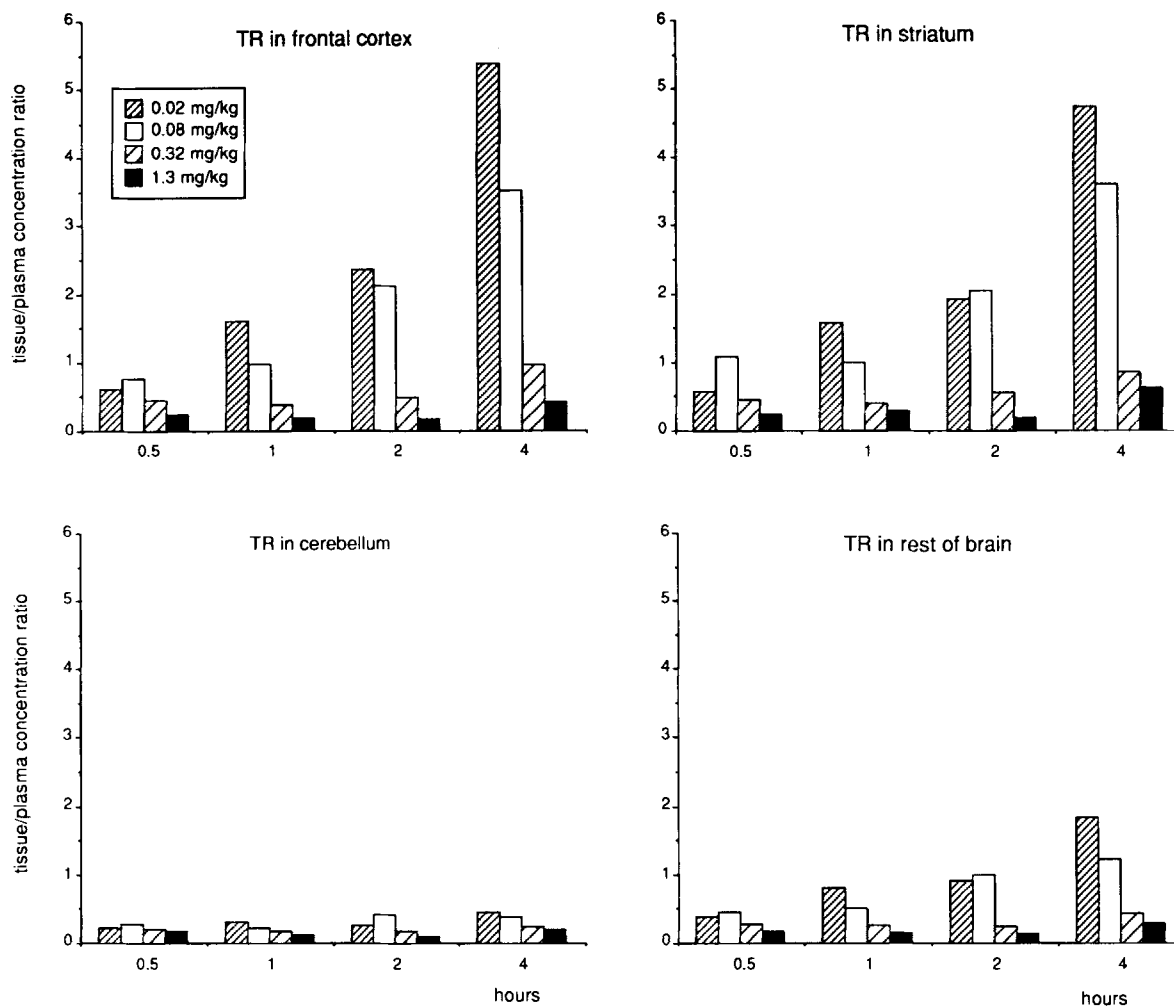 TR in frontal cortex
tissue/plasma concentration ratio
6
5
4
3
2
1
0
0.02 mg/kg
0.08 mg/kg
0.32 mg/kg
1.3 mg/kg
0.5 1 2 4
TR in striatum
6
5
4
3
2
1
0
0.5 1 2 4
TR in cerebellum
tissue/plasma concentration ratio
6
5
4
3
2
1
0
0.5 1 2 4
hours
TR in rest of brain
6
5
4
3
2
1
0
0.5 1 2 4
hours